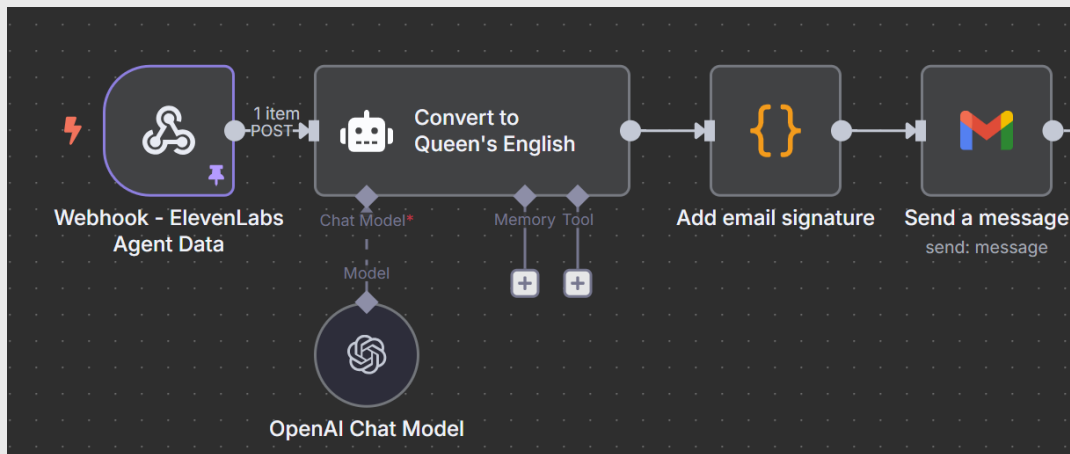 1 item
POST
Convert to
Queen's English
Webhook - ElevenLabs
Agent Data
Chat Model*
Memory
Tool
Add email signature
Send a message
send: message
Model
OpenAI Chat Model